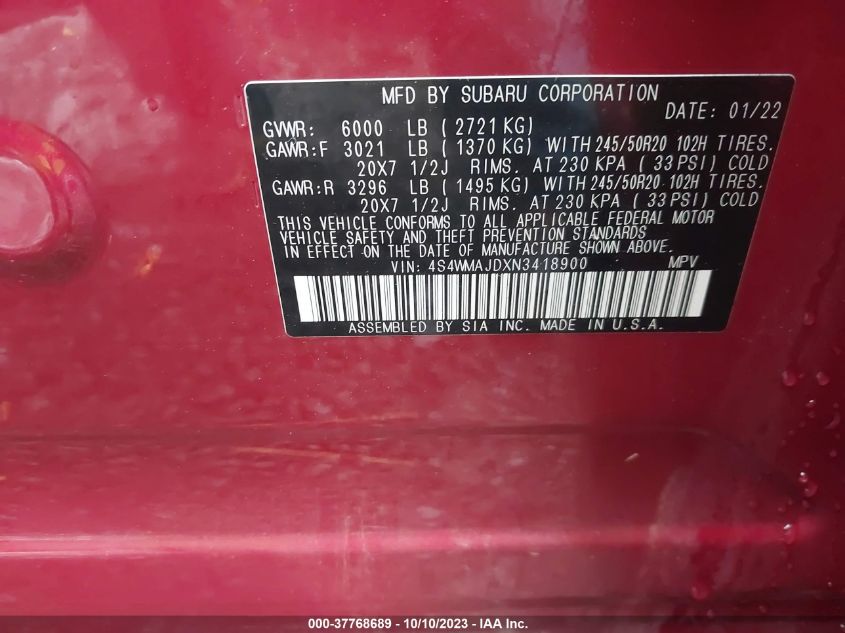 MFD BY SUBARU CORPORATION
DATE: 01/22
GVWR: 6000 LB ( 2721 KG)
GAWR:F 3021 LB ( 1370 KG) WITH 245/50R20 102H TIRES.
20X7 1/2J RIMS. AT 230 KPA ( 33 PSI) COLD
GAWR:R 3296 LB ( 1495 KG) WITH 245/50R20 102H TIRES.
20X7 1/2J RIMS. AT 230 KPA ( 33 PSI) COLD
THIS VEHICLE CONFORMS TO ALL APPLICABLE FEDERAL MOTOR
VEHICLE SAFETY AND THEFT PREVENTION STANDARDS
IN EFFECT ON THE DATE OF MANUFACTURE SHOWN ABOVE.
VIN: 4S4WMAJDXN3418900 MPV
ASSEMBLED BY SIA INC. MADE IN U.S.A.
000-37768689 - 10/10/2023 - IAA Inc.